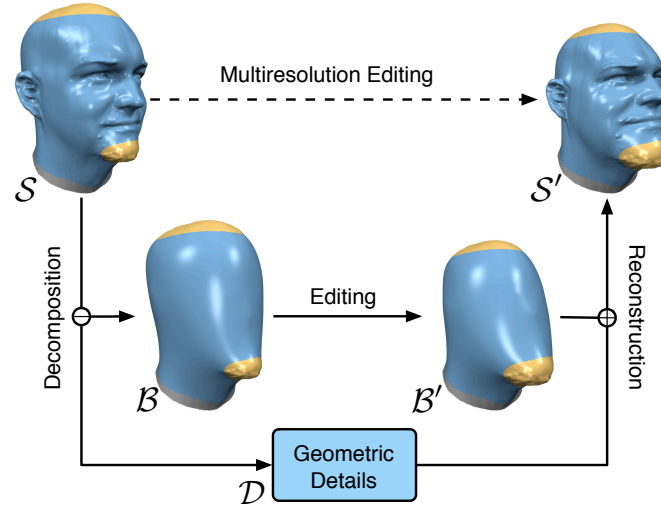 Multiresolution Editing
S
S′
Decomposition
Editing
Reconstruction
B
B′
Geometric
Details
D